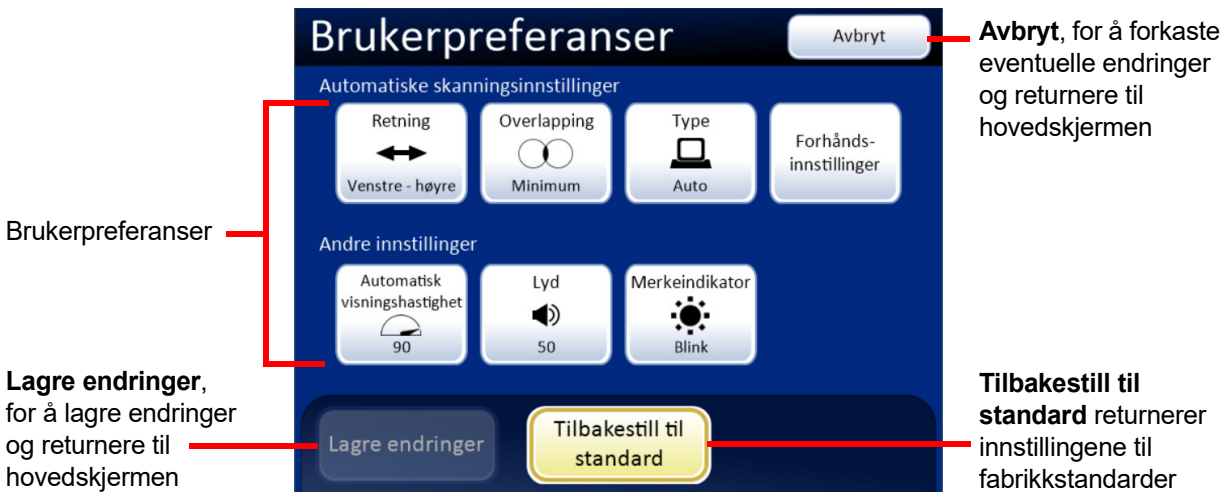 Brukerpreferanser
Avbryt
Automatiske skanningsinnstillinger
Retning
Venstre - høyre
Overlapping
Minimum
Type
Auto
Forhånds-
innstillinger
Andre innstillinger
Automatisk
visningshastighet
90
Lyd
50
Merkeindikator
Blink
Lagre endringer
Tilbakestill til
standard
Avbryt, for å forkaste
eventuelle endringer
og returnere til
hovedskjermen
Brukerpreferanser
Lagre endringer,
for å lagre endringer
og returnere til
hovedskjermen
Tilbakestill til
standard returnerer
innstillingene til
fabrikkstandarder